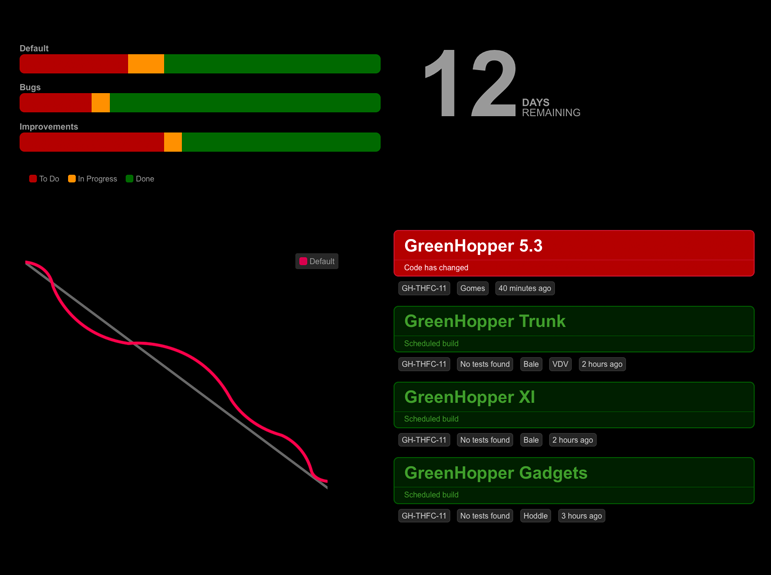 Default
Bugs
Improvements
To Do In Progress Done
12 DAYS
REMAINING
Default
GreenHopper 5.3
Code has changed
GH-THFC-11 Gomes 40 minutes ago
GreenHopper Trunk
Scheduled build
GH-THFC-11 No tests found Bale VDV 2 hours ago
GreenHopper XI
Scheduled build
GH-THFC-11 No tests found Bale 2 hours ago
GreenHopper Gadgets
Scheduled build
GH-THFC-11 No tests found Hoddle 3 hours ago